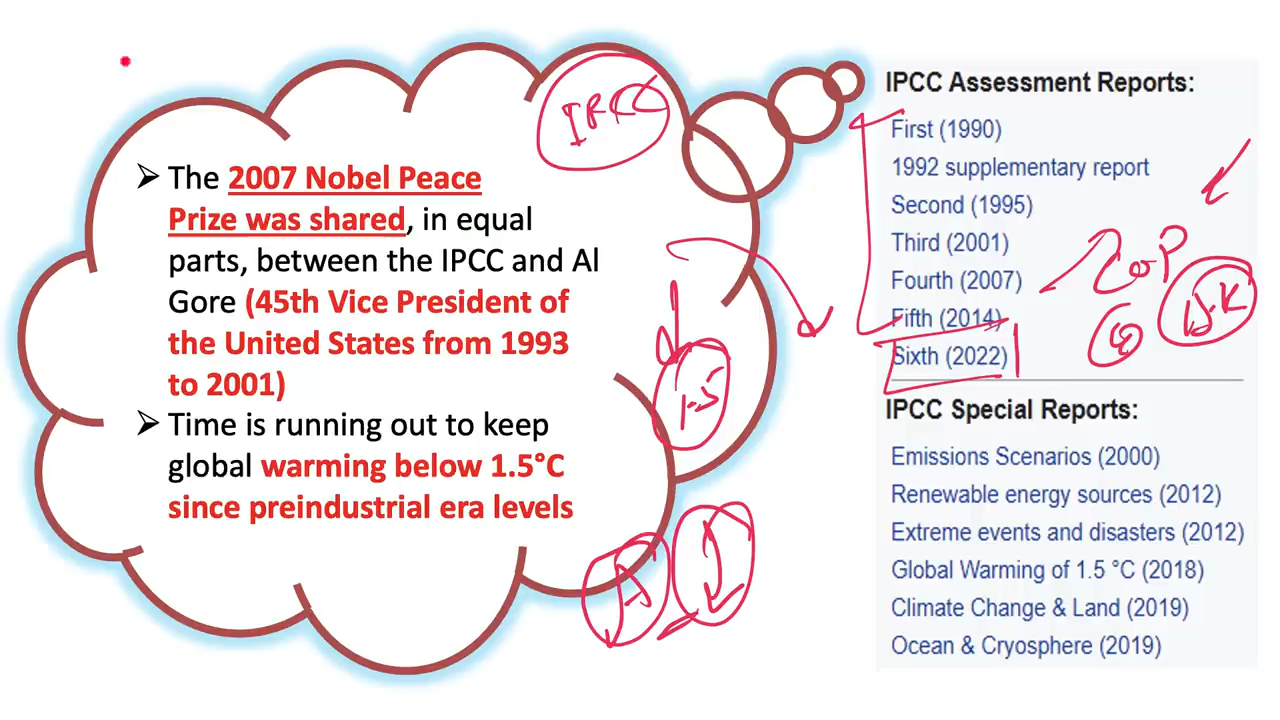 ➢ The 2007 Nobel Peace
Prize was shared, in equal
parts, between the IPCC and Al
Gore (45th Vice President of
the United States from 1993
to 2001)
➢ Time is running out to keep
global warming below 1.5°C
since preindustrial era levels
1.5
IPCC Assessment Reports:
First (1990)
1992 supplementary report
Second (1995)
Third (2001)
Fourth (2007)
Fifth (2014)
Sixth (2022)
COP
U.K
IPCC Special Reports:
Emissions Scenarios (2000)
Renewable energy sources (2012)
Extreme events and disasters (2012)
Global Warming of 1.5 °C (2018)
Climate Change & Land (2019)
Ocean & Cryosphere (2019)